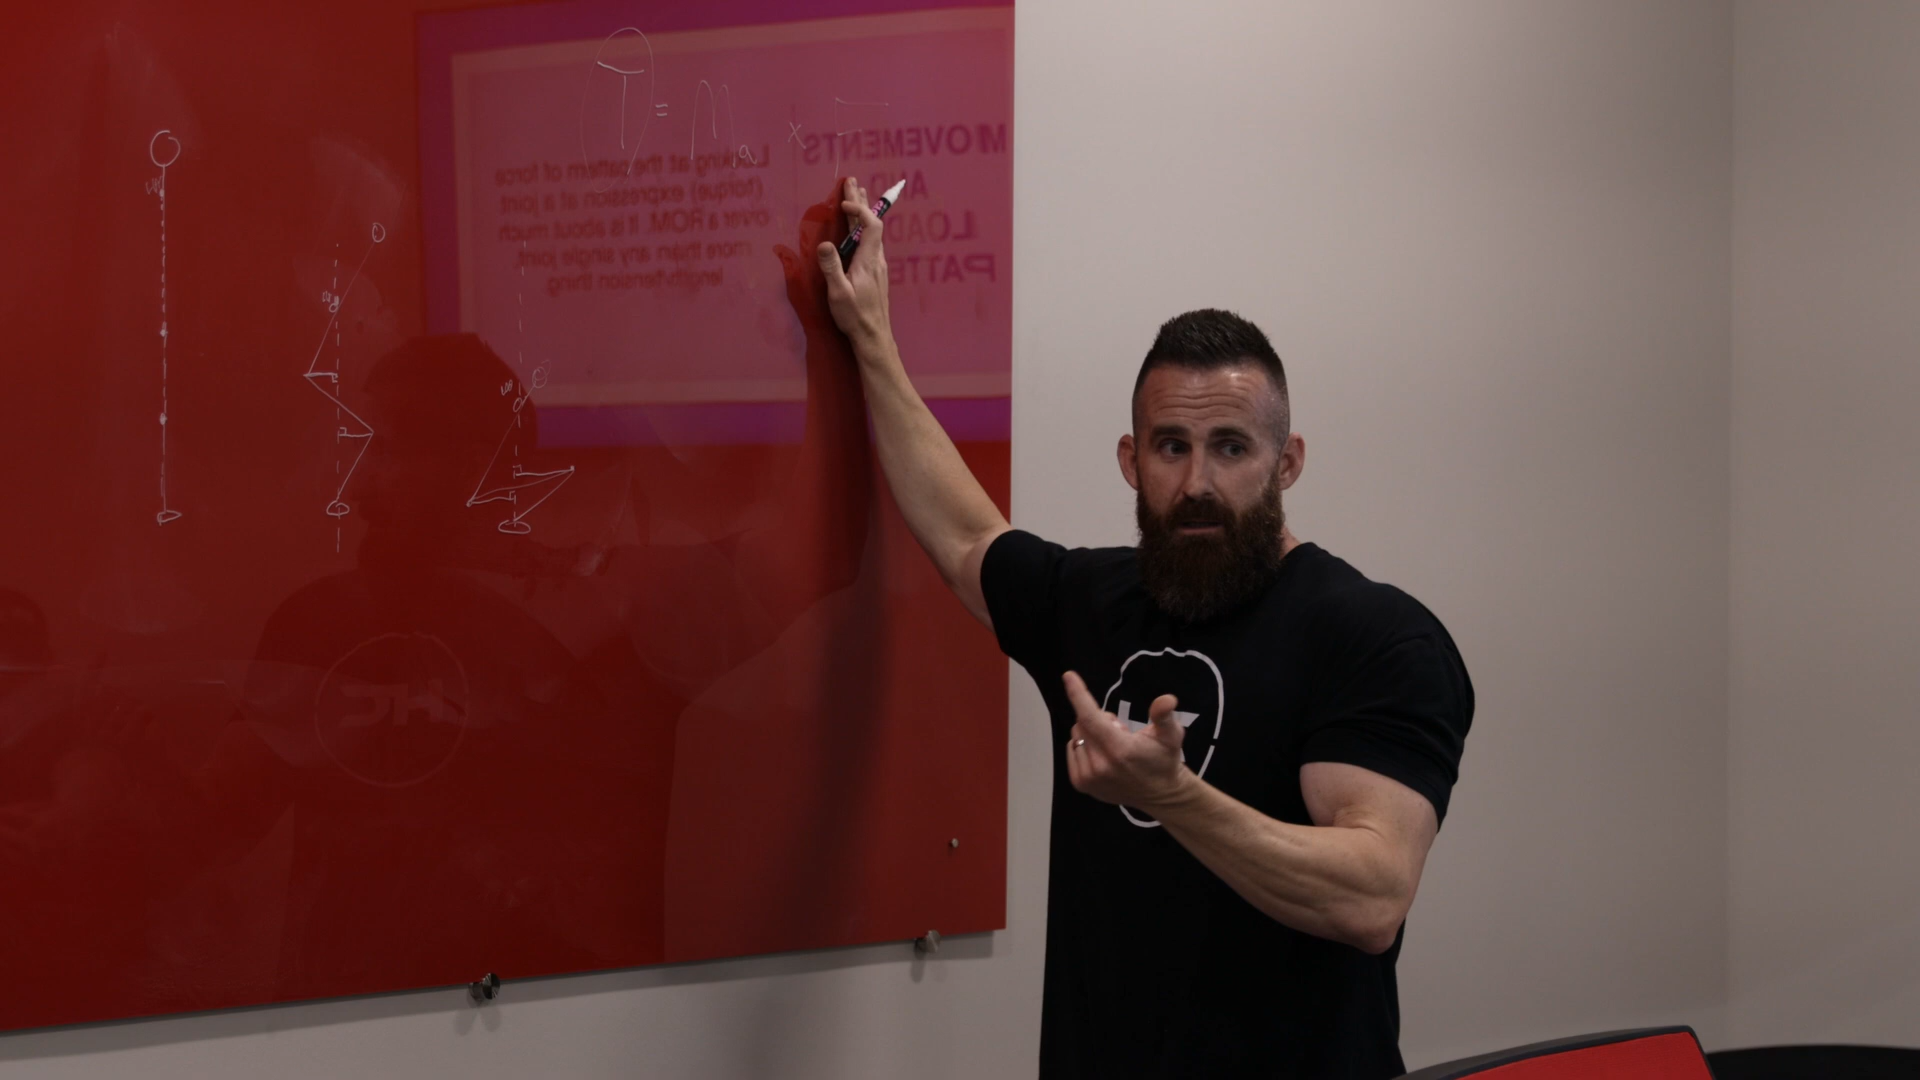 T = Ma x F
Looking at the pattern of force
(torque) expression at a joint
over a ROM. It is about much
more than any single joint
length-tension thing
MOVEMENTS
AND
LOAD
PATTE